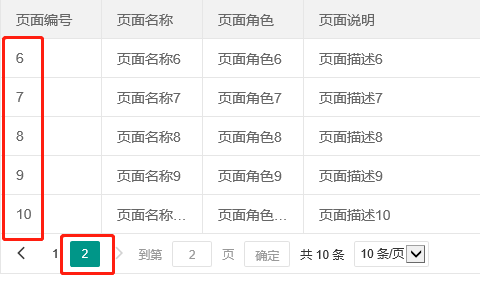 页面编号 页面名称 页面角色 页面说明
6 页面名称6 页面角色6 页面描述6
7 页面名称7 页面角色7 页面描述7
8 页面名称8 页面角色8 页面描述8
9 页面名称9 页面角色9 页面描述9
10 页面名称... 页面角色... 页面描述10
1 2 到第 2 页 确定 共 10 条 10 条/页